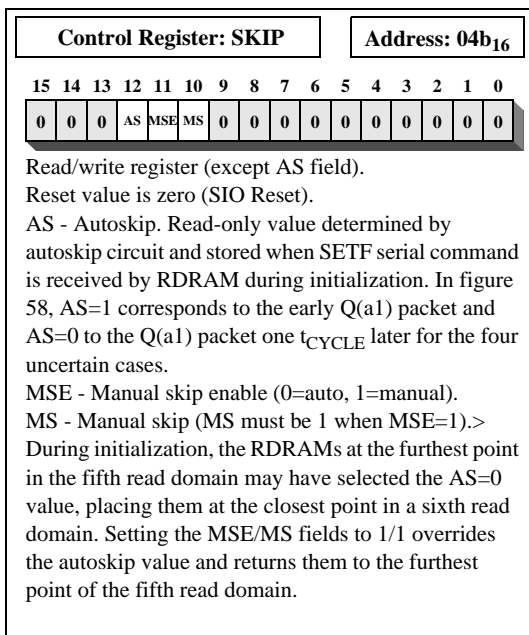 Control Register: SKIP
Address: 04b16
15 14 13 12 11 10 9 8 7 6 5 4 3 2 1 0
0 0 0 AS MSE MS 0 0 0 0 0 0 0 0 0 0
Read/write register (except AS field).
Reset value is zero (SIO Reset).
AS - Autoskip. Read-only value determined by
autoskip circuit and stored when SETF serial command
is received by RDRAM during initialization. In figure
58, AS=1 corresponds to the early Q(a1) packet and
AS=0 to the Q(a1) packet one tCYCLE later for the four
uncertain cases.
MSE - Manual skip enable (0=auto, 1=manual).
MS - Manual skip (MS must be 1 when MSE=1).>
During initialization, the RDRAMs at the furthest point
in the fifth read domain may have selected the AS=0
value, placing them at the closest point in a sixth read
domain. Setting the MSE/MS fields to 1/1 overrides
the autoskip value and returns them to the furthest
point of the fifth read domain.